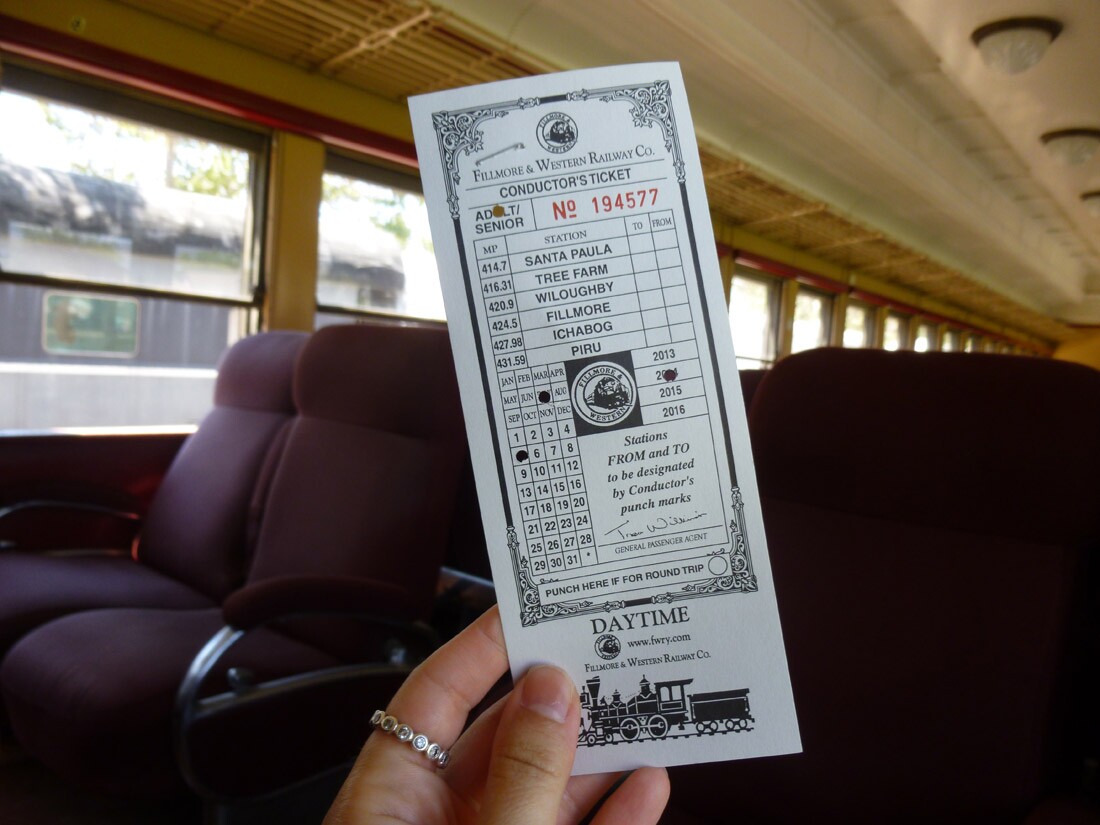 FILLMORE & WESTERN
FILLMORE & WESTERN RAILWAY CO.
CONDUCTOR'S TICKET
ADULT/SENIOR № 194577
MP STATION TO FROM
414.7 SANTA PAULA
416.31 TREE FARM
420.9 WILOUGHBY
424.5 FILLMORE
427.98 ICHABOG
431.59 PIRU
JAN FEB MAR APR
MAY JUN AUG
SEP OCT NOV DEC
FILLMORE & WESTERN
2013
2015
2016
1 2 3 4
6 7 8
9 10 11 12
13 14 15 16
17 18 19 20
21 22 23 24
25 26 27 28
29 30 31 *
Stations
FROM and TO
to be designated
by Conductor's
punch marks
GENERAL PASSENGER AGENT
PUNCH HERE IF FOR ROUND TRIP
DAYTIME
www.fwry.com
FILLMORE & WESTERN RAILWAY CO.